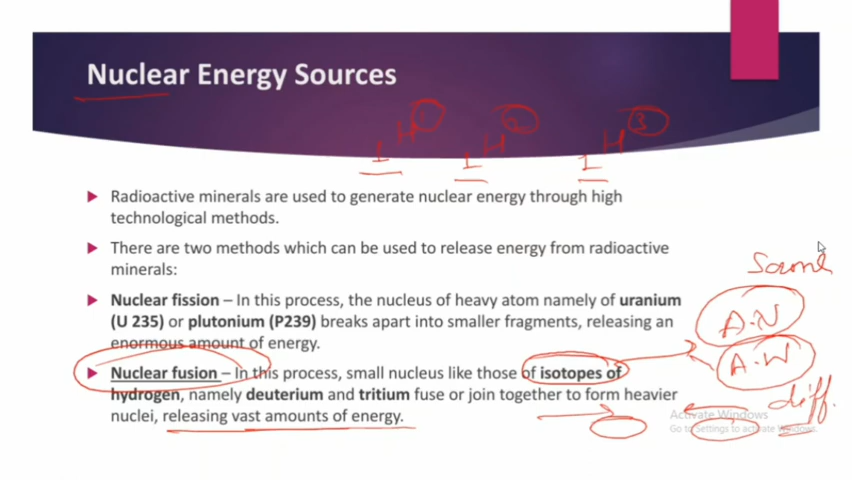 Nuclear Energy Sources
1H1 1H2 1H3
Radioactive minerals are used to generate nuclear energy through high
technological methods.
There are two methods which can be used to release energy from radioactive
minerals:
Same
Nuclear fission – In this process, the nucleus of heavy atom namely of uranium
(U 235) or plutonium (P239) breaks apart into smaller fragments, releasing an
enormous amount of energy.
A.N
A.W
Nuclear fusion – In this process, small nucleus like those of isotopes of
hydrogen, namely deuterium and tritium fuse or join together to form heavier
nuclei, releasing vast amounts of energy.
diff.
Activate Windows
Go to Settings to activate Windows.